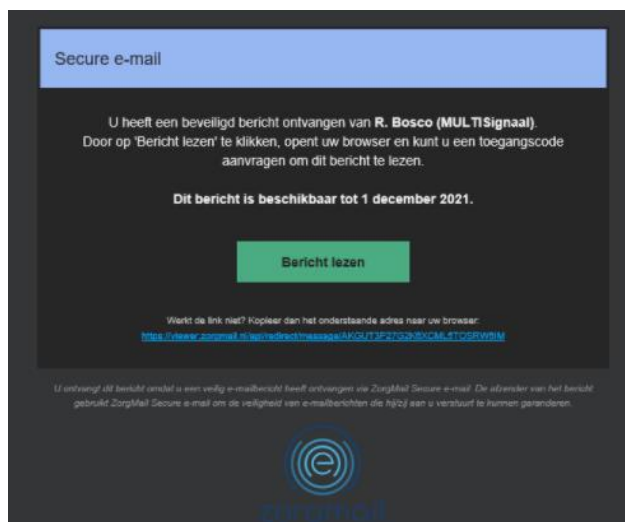 Secure e-mail
U heeft een beveiligd bericht ontvangen van R. Bosco (MULTISignaal).
Door op 'Bericht lezen' te klikken, opent uw browser en kunt u een toegangscode
aanvragen om dit bericht te lezen.
Dit bericht is beschikbaar tot 1 december 2021.
Bericht lezen
Werkt de link niet? Kopieer dan het onderstaande adres naar uw browser:
U ontvangt dit bericht omdat u een veilig e-mailbericht heeft ontvangen via ZorgMail Secure e-mail. De afzender van het bericht
gebruikt ZorgMail Secure e-mail om de veiligheid van e-mailberichten die hij/zij aan u verstuurt te kunnen garanderen.
zorgmail